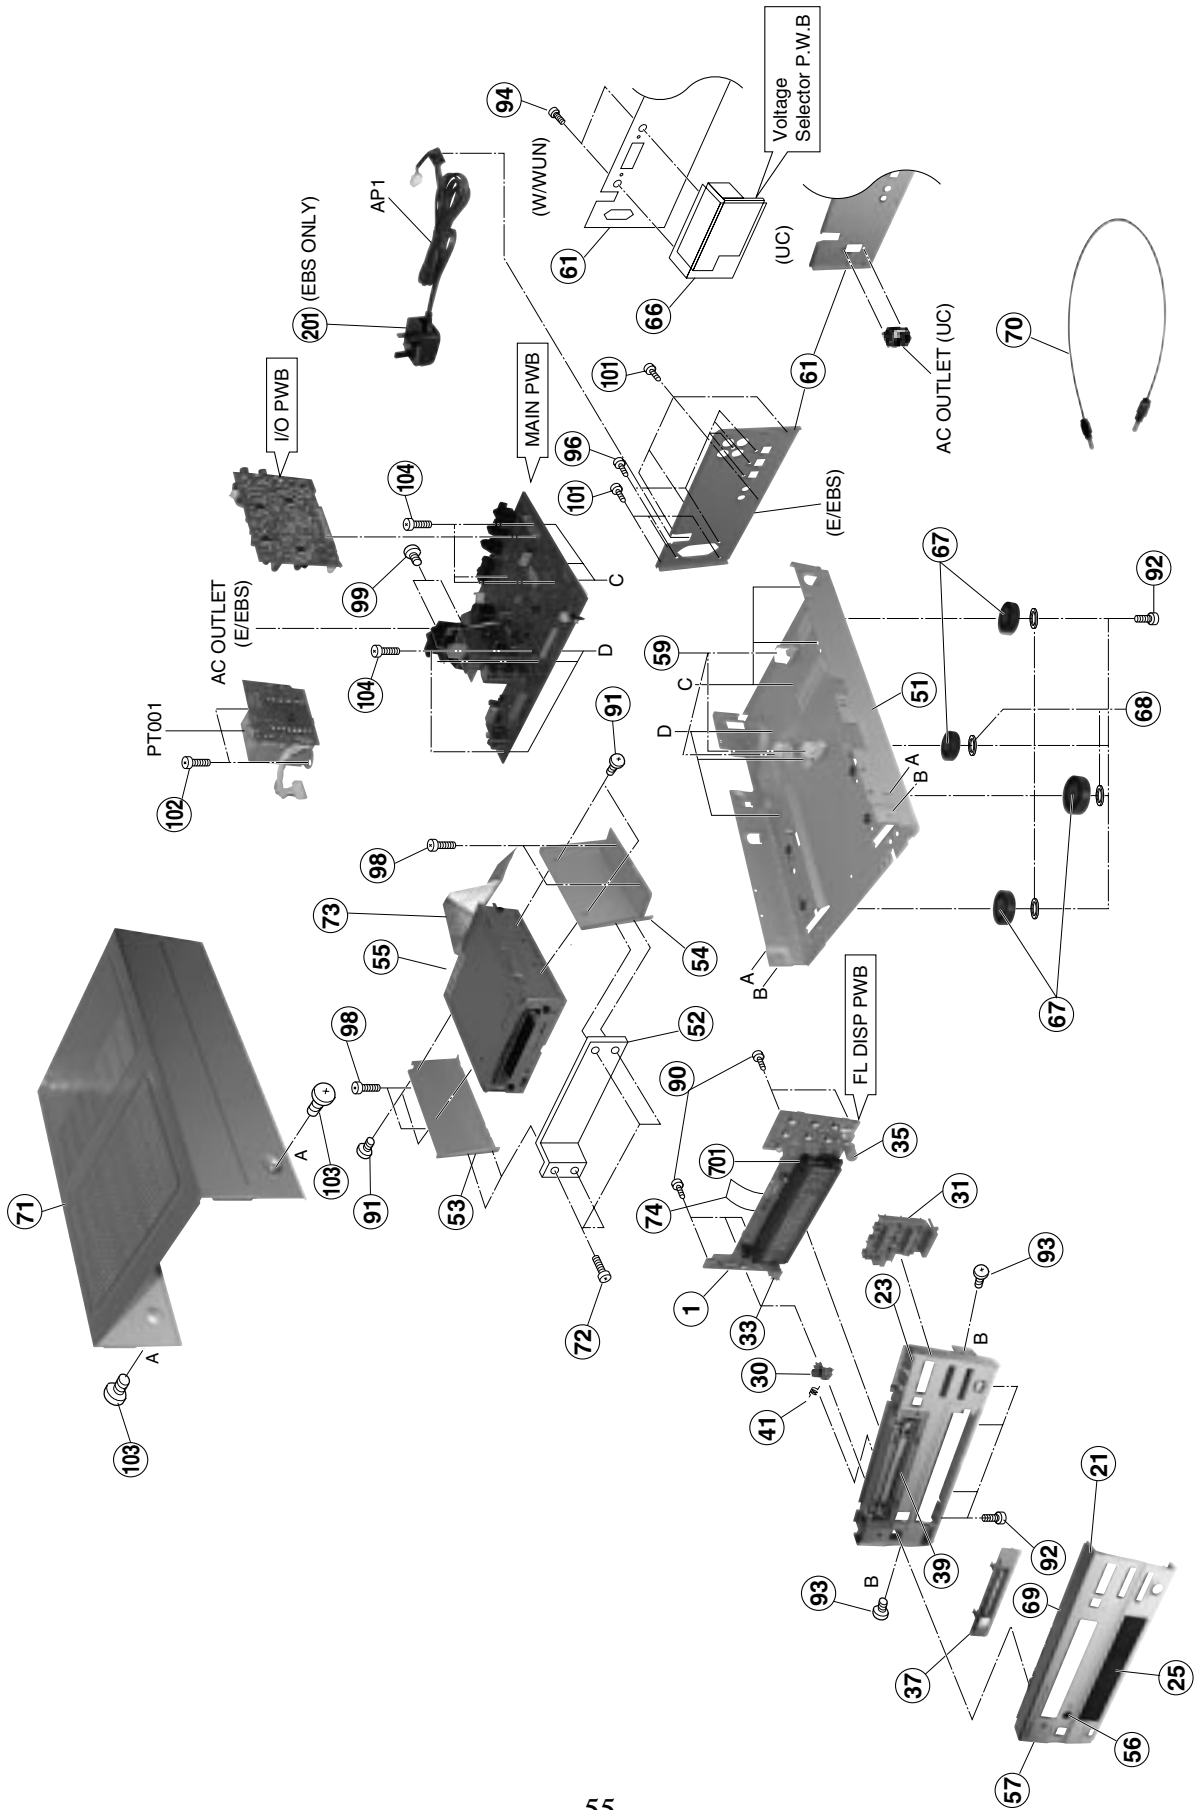 71
103
A
A
103
98
91
53
73
55
98
54
52
72
91
PT001
102
AC OUTLET
(E/EBS)
I/O PWB
104
99
104
MAIN PWB
C
D
201 (EBS ONLY)
AP1
94
(W/WUN)
61
66
Voltage
Selector P.W.B
(UC)
61
AC OUTLET (UC)
101
96
101
(E/EBS)
70
59
C
D
51
A
B
A
B
67
67
68
92
67
FL DISP PWB
90
701
74
35
31
1
33
30
41
23
93
B
39
92
93
B
21
69
37
25
56
57
55